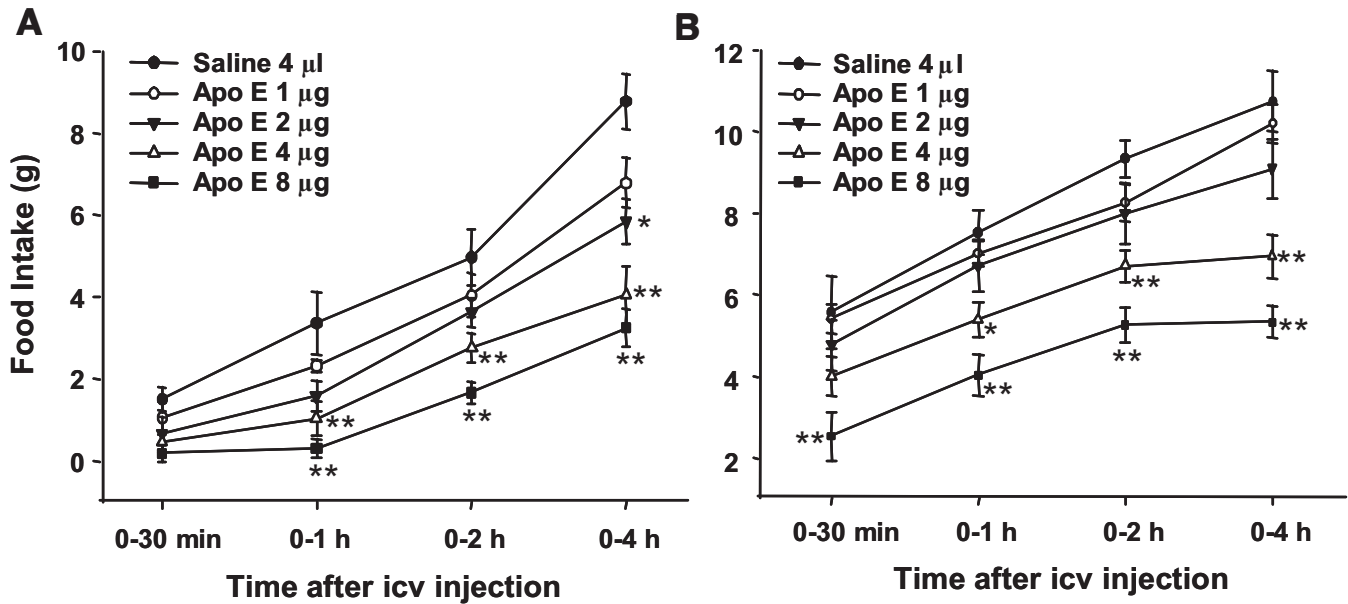 A
10
8
6
4
2
0
Food Intake (g)
Saline 4 μl
Apo E 1 μg
Apo E 2 μg
Apo E 4 μg
Apo E 8 μg
*
**
**
**
**
**
**
0-30 min 0-1 h 0-2 h 0-4 h
Time after icv injection
B
12
10
8
6
4
2
Saline 4 μl
Apo E 1 μg
Apo E 2 μg
Apo E 4 μg
Apo E 8 μg
**
**
**
**
*
**
**
0-30 min 0-1 h 0-2 h 0-4 h
Time after icv injection